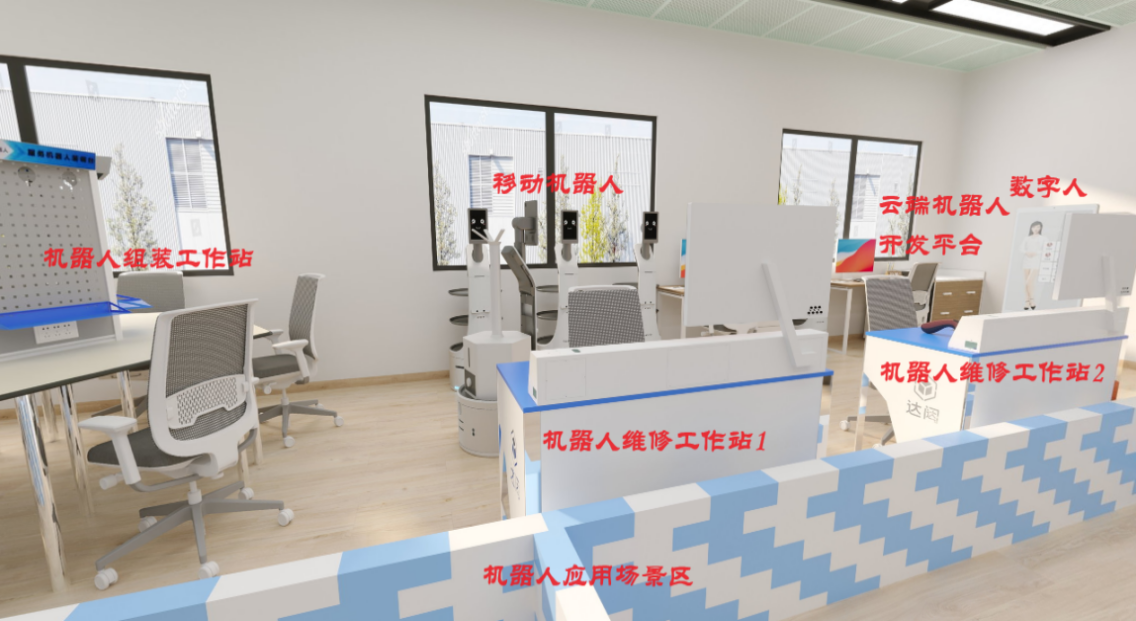 移动机器人
数字人
云瑞机器人
开发平台
机器人组装工作站
机器人维修工作站2
达闼
机器人维修工作站1
机器人应用场景区